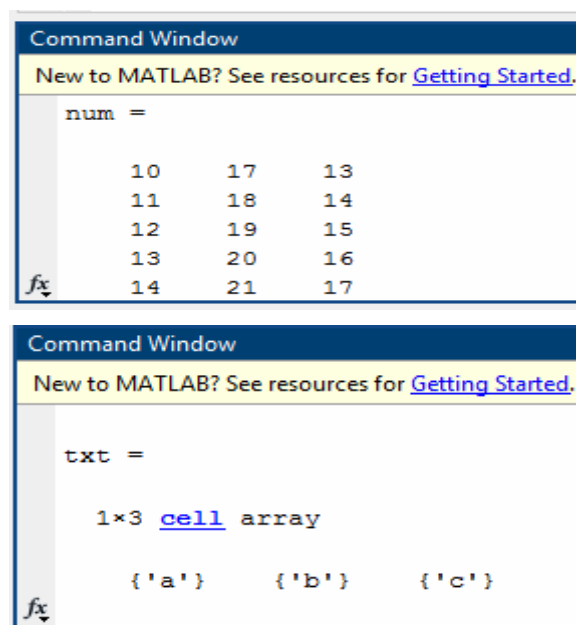 Command Window
New to MATLAB? See resources for Getting Started.
num =
10 17 13
11 18 14
12 19 15
13 20 16
fx 14 21 17
Command Window
New to MATLAB? See resources for Getting Started.
txt =
1×3 cell array
{'a'} {'b'} {'c'}
fx